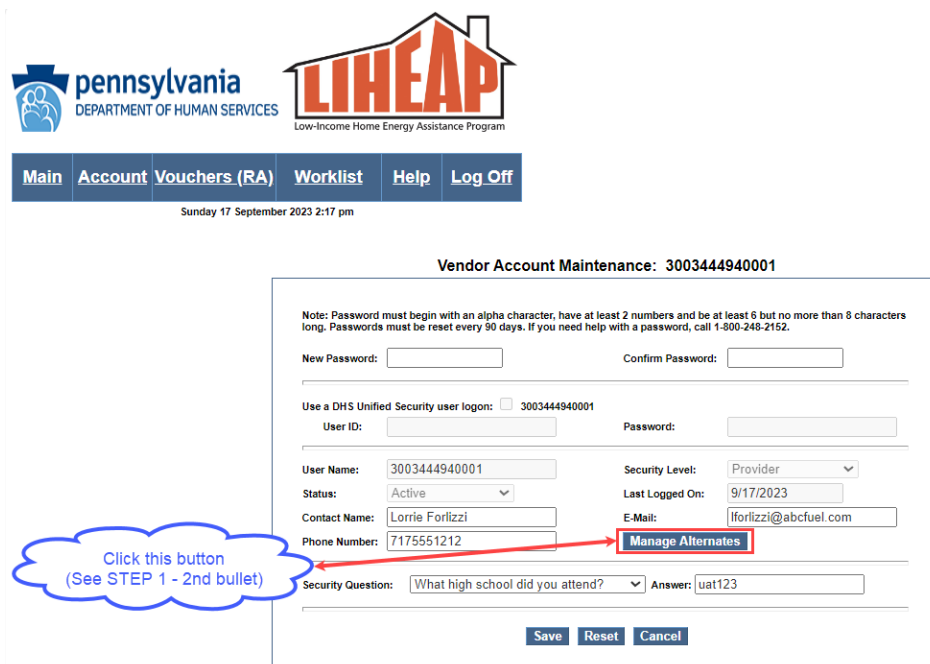 pennsylvania
DEPARTMENT OF HUMAN SERVICES
LIHEAP
Low-Income Home Energy Assistance Program
Main Account Vouchers (RA) Worklist Help Log Off
Sunday 17 September 2023 2:17 pm
Vendor Account Maintenance: 3003444940001
Note: Password must begin with an alpha character, have at least 2 numbers and be at least 6 but no more than 8 characters
long. Passwords must be reset every 90 days. If you need help with a password, call 1-800-248-2152.
New Password: Confirm Password:
Use a DHS Unified Security user logon: 3003444940001
User ID: Password:
User Name: 3003444940001 Security Level: Provider
Status: Active Last Logged On: 9/17/2023
Contact Name: Lorrie Forlizzi E-Mail: lforlizzi@abcfuel.com
Phone Number: 7175551212 Manage Alternates
Click this button
(See STEP 1 - 2nd bullet)
Security Question: What high school did you attend? Answer: uat123
Save Reset Cancel